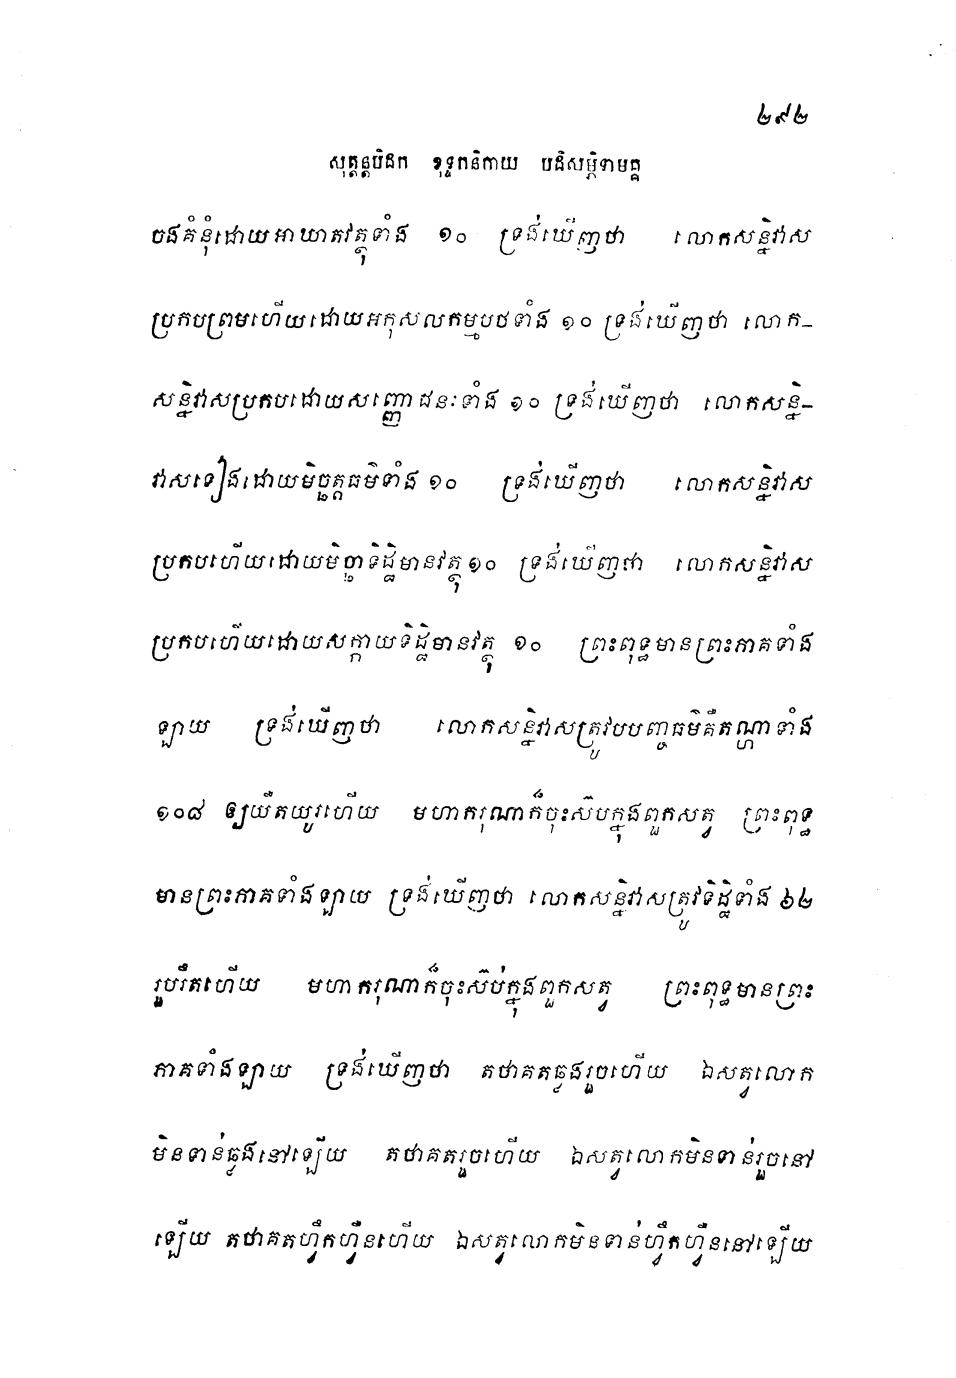 ២៩២
សុត្តន្តបិដក ខុទ្ទកនិកាយ បដិសម្ភិទាមគ្គ
ចងគំនុំដោយអាឃាតវត្ថុទាំង ១០ ទ្រង់ឃើញថា លោកសន្និវាស
ប្រកបព្រមហើយដោយអកុសលកម្មបថទាំង ១០ ទ្រង់ឃើញថា លោក-
សន្និវាសប្រកបដោយសញ្ញោជនៈទាំង ១០ ទ្រង់ឃើញថា លោកសន្និ-
វាសទៀងដោយមិច្ឆត្តធម៌ទាំង ១០ ទ្រង់ឃើញថា លោកសន្និវាស
ប្រកបហើយដោយមិច្ឆាទិដ្ឋិមានវត្ថុ ១០ ទ្រង់ឃើញថា លោកសន្និវាស
ប្រកបហើយដោយសក្កាយទិដ្ឋិមានវត្ថុ ១០ ព្រះពុទ្ធមានព្រះភាគទាំង
ឡាយ ទ្រង់ឃើញថា លោកសន្និវាសត្រូវបបញ្ចធម៌គឺតណ្ហាទាំង
១០៨ ឲ្យយឺតយូរហើយ មហាករុណាក៏ចុះស៊ប់ក្នុងពួកសត្វ ព្រះពុទ្ធ
មានព្រះភាគទាំងឡាយ ទ្រង់ឃើញថា លោកសន្និវាសត្រូវទិដ្ឋិទាំង ៦២
រួបរឹតហើយ មហាករុណាក៏ចុះស៊ប់ក្នុងពួកសត្វ ព្រះពុទ្ធមានព្រះ
ភាគទាំងឡាយ ទ្រង់ឃើញថា តថាគតឆ្លងរួចហើយ ឯសត្វលោក
មិនទាន់ឆ្លងនៅឡើយ តថាគតរួចហើយ ឯសត្វលោកមិនទាន់រួចនៅ
ឡើយ តថាគតហ្វឹកហ្វឺនហើយ ឯសត្វលោកមិនទាន់ហ្វឹកហ្វឺននៅឡើយ